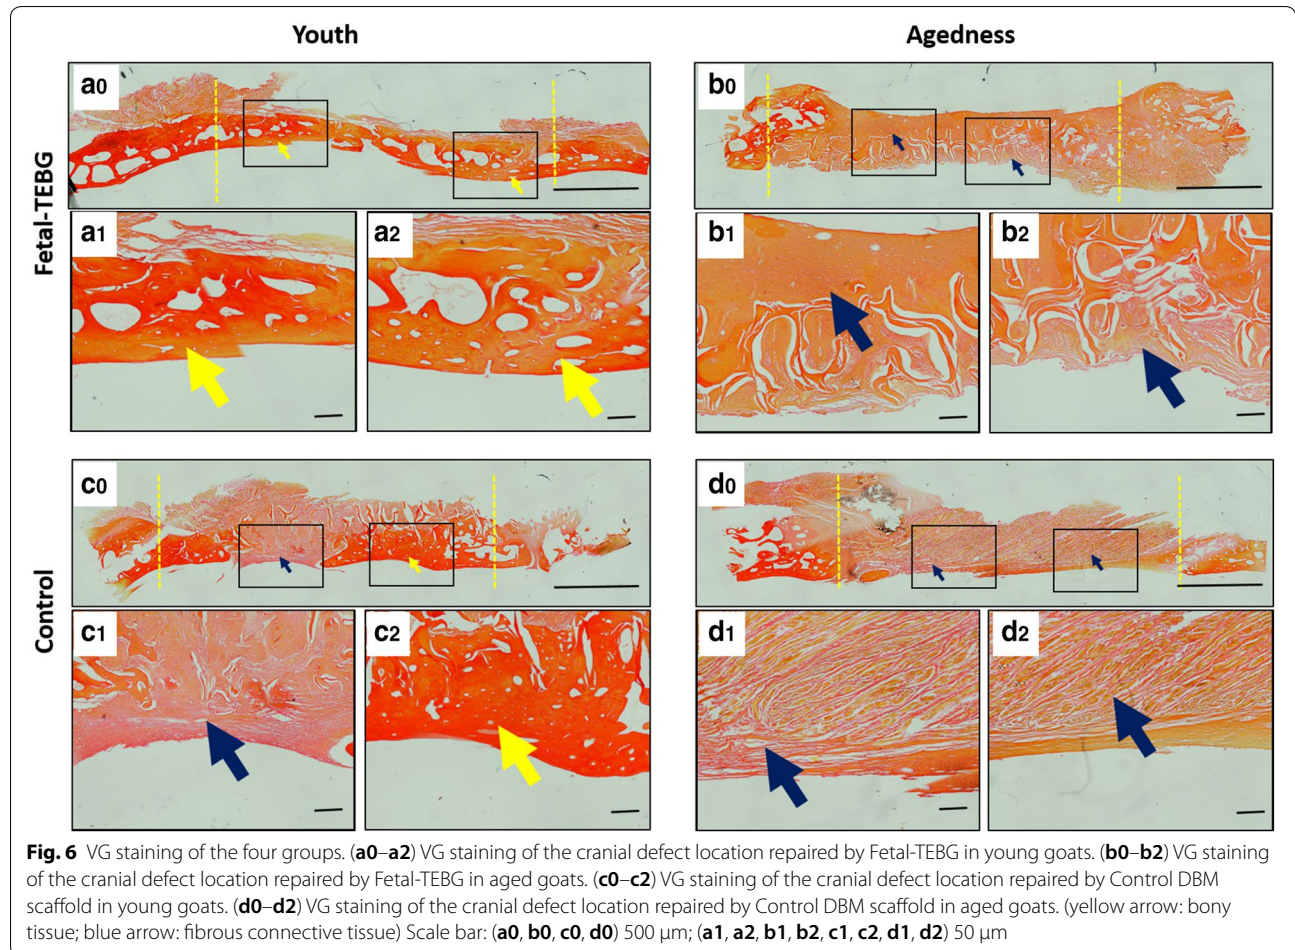 Youth
Agedness
Fetal-TEBG
a0
b0
a1
a2
b1
b2
Control
c0
d0
c1
c2
d1
d2
Fig. 6 VG staining of the four groups. (a0–a2) VG staining of the cranial defect location repaired by Fetal-TEBG in young goats. (b0–b2) VG staining
of the cranial defect location repaired by Fetal-TEBG in aged goats. (c0–c2) VG staining of the cranial defect location repaired by Control DBM
scaffold in young goats. (d0–d2) VG staining of the cranial defect location repaired by Control DBM scaffold in aged goats. (yellow arrow: bony
tissue; blue arrow: fibrous connective tissue) Scale bar: (a0, b0, c0, d0) 500 μm; (a1, a2, b1, b2, c1, c2, d1, d2) 50 μm